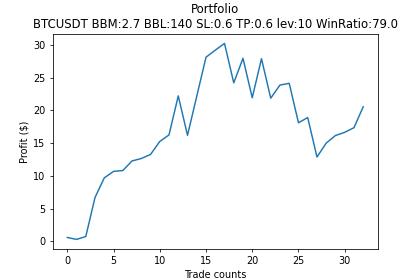 Portfolio
BTCUSDT BBM:2.7 BBL:140 SL:0.6 TP:0.6 lev:10 WinRatio:79.0
30
25
20
15
10
5
0
Profit ($)
0 5 10 15 20 25 30
Trade counts